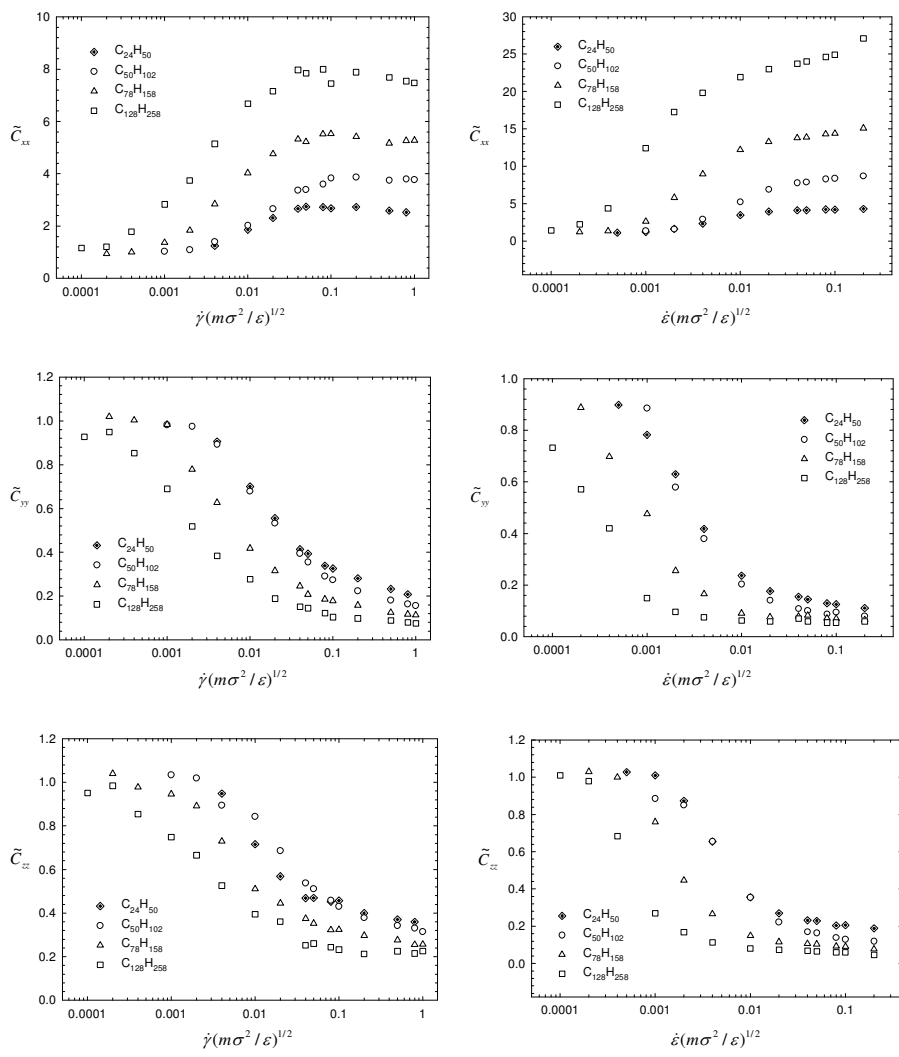 10
8
6
4
2
0
C̃xx
C₂₄H₅₀
C₅₀H₁₀₂
C₇₈H₁₅₈
C₁₂₈H₂₅₈
0.0001 0.001 0.01 0.1 1
γ̇(mσ²/ε)¹/²
30
25
20
15
10
5
0
C̃xx
C₂₄H₅₀
C₅₀H₁₀₂
C₇₈H₁₅₈
C₁₂₈H₂₅₈
0.0001 0.001 0.01 0.1
ε̇(mσ²/ε)¹/²
1.2
1.0
0.8
0.6
0.4
0.2
0.0
C̃yy
C₂₄H₅₀
C₅₀H₁₀₂
C₇₈H₁₅₈
C₁₂₈H₂₅₈
0.0001 0.001 0.01 0.1 1
γ̇(mσ²/ε)¹/²
1.0
0.8
0.6
0.4
0.2
0.0
C̃yy
C₂₄H₅₀
C₅₀H₁₀₂
C₇₈H₁₅₈
C₁₂₈H₂₅₈
0.0001 0.001 0.01 0.1
ε̇(mσ²/ε)¹/²
1.2
1.0
0.8
0.6
0.4
0.2
0.0
C̃zz
C₂₄H₅₀
C₅₀H₁₀₂
C₇₈H₁₅₈
C₁₂₈H₂₅₈
0.0001 0.001 0.01 0.1 1
γ̇(mσ²/ε)¹/²
1.2
1.0
0.8
0.6
0.4
0.2
0.0
C̃zz
C₂₄H₅₀
C₅₀H₁₀₂
C₇₈H₁₅₈
C₁₂₈H₂₅₈
0.0001 0.001 0.01 0.1
ε̇(mσ²/ε)¹/²